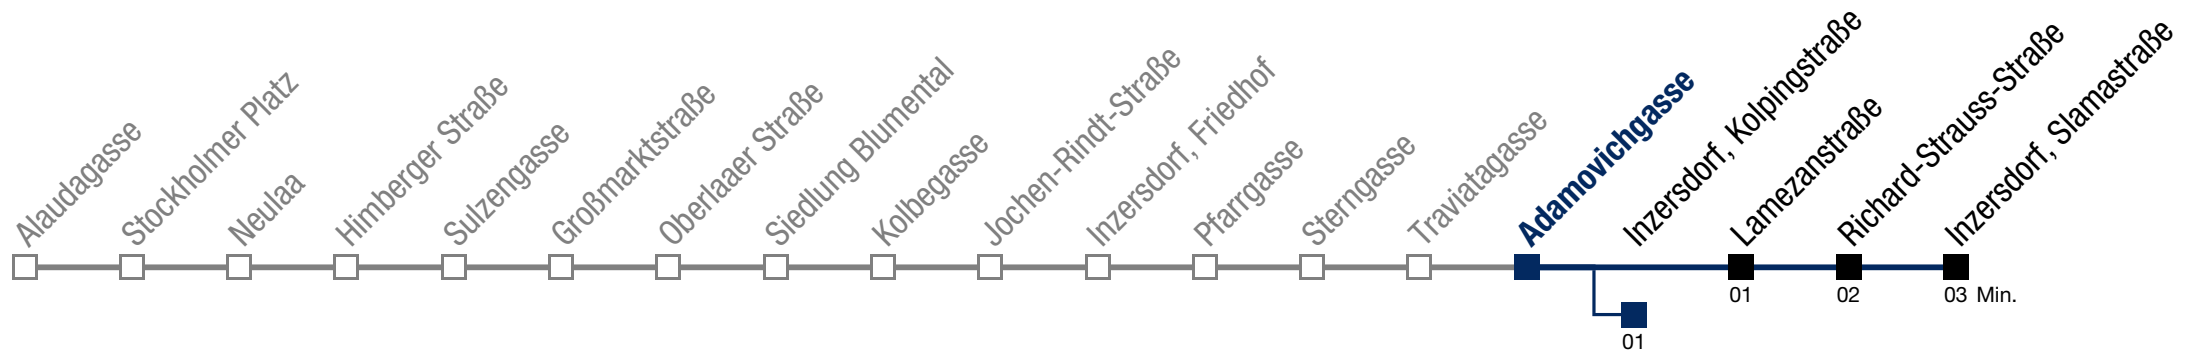 Alaudagasse
Stockholmer Platz
Neulaa
Himberger Straße
Sulzengasse
Großmarktstraße
Oberlaaer Straße
Siedlung Blumental
Kolbegasse
Jochen-Rindt-Straße
Inzersdorf, Friedhof
Pfarrgasse
Sterngasse
Traviatagasse
Adamovichgasse
Inzersdorf, Kolpingstraße
Lamezanstraße
Richard-Strauss-Straße
Inzersdorf, Slamastraße
01 02 03 Min.
01